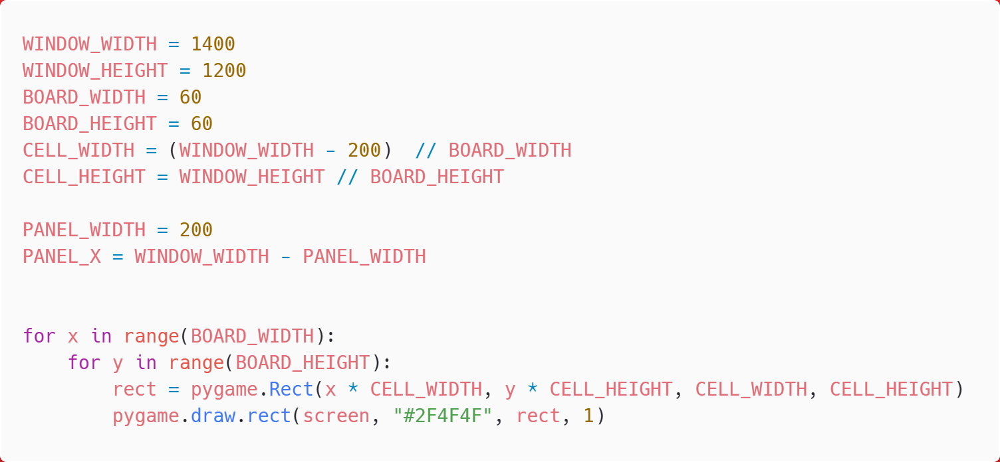 WINDOW_WIDTH = 1400
WINDOW_HEIGHT = 1200
BOARD_WIDTH = 60
BOARD_HEIGHT = 60
CELL_WIDTH = (WINDOW_WIDTH - 200)  // BOARD_WIDTH
CELL_HEIGHT = WINDOW_HEIGHT // BOARD_HEIGHT

PANEL_WIDTH = 200
PANEL_X = WINDOW_WIDTH - PANEL_WIDTH


for x in range(BOARD_WIDTH):
    for y in range(BOARD_HEIGHT):
        rect = pygame.Rect(x * CELL_WIDTH, y * CELL_HEIGHT, CELL_WIDTH, CELL_HEIGHT)
        pygame.draw.rect(screen, "#2F4F4F", rect, 1)